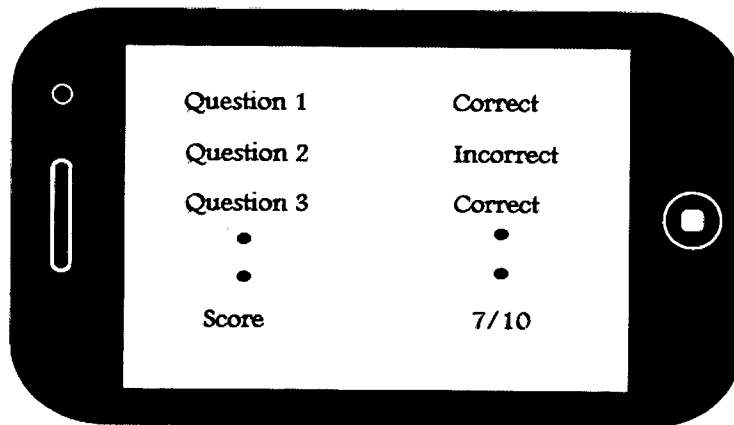 Question 1 Correct
Question 2 Incorrect
Question 3 Correct
Score 7/10